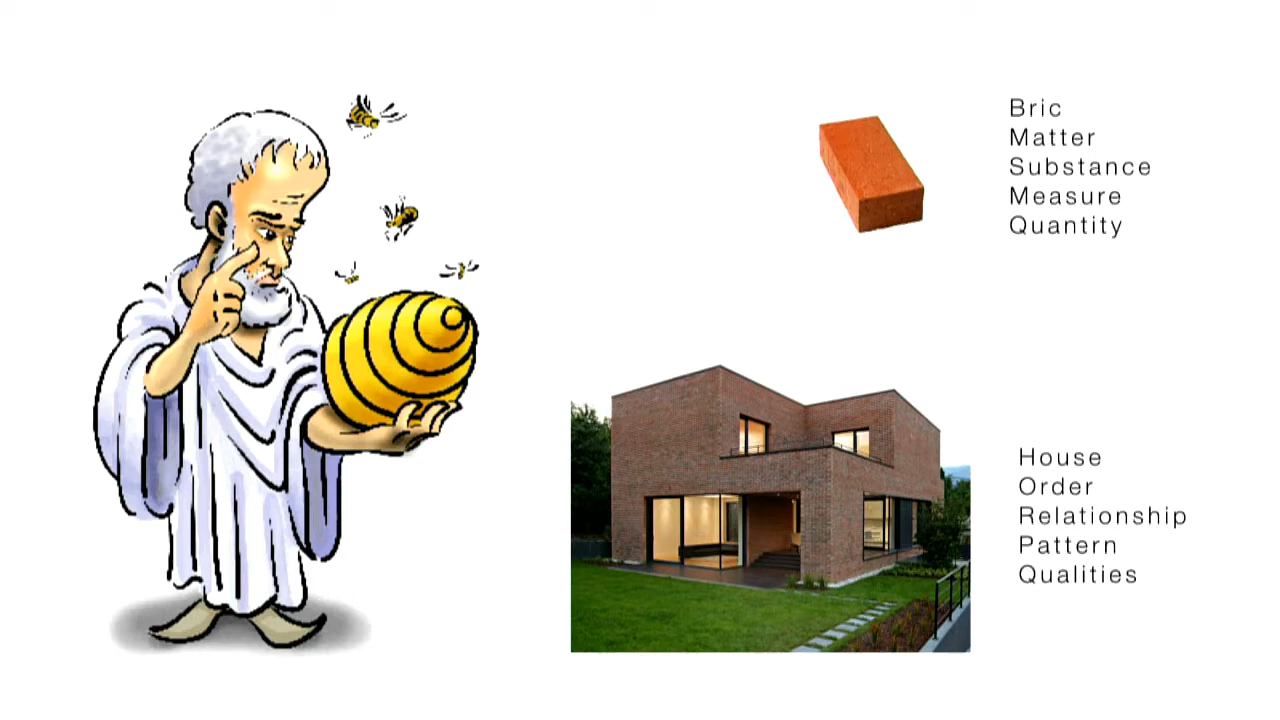 Bric
Matter
Substance
Measure
Quantity
House
Order
Relationship
Pattern
Qualities